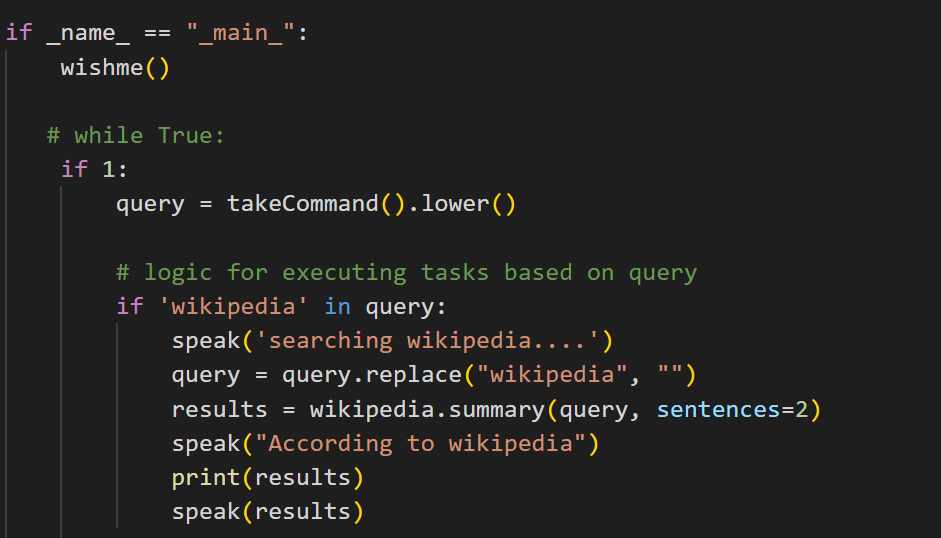 if _name_ == "_main_":
wishme()
# while True:
if 1:
query = takeCommand().lower()
# logic for executing tasks based on query
if 'wikipedia' in query:
speak('searching wikipedia....')
query = query.replace("wikipedia", "")
results = wikipedia.summary(query, sentences=2)
speak("According to wikipedia")
print(results)
speak(results)